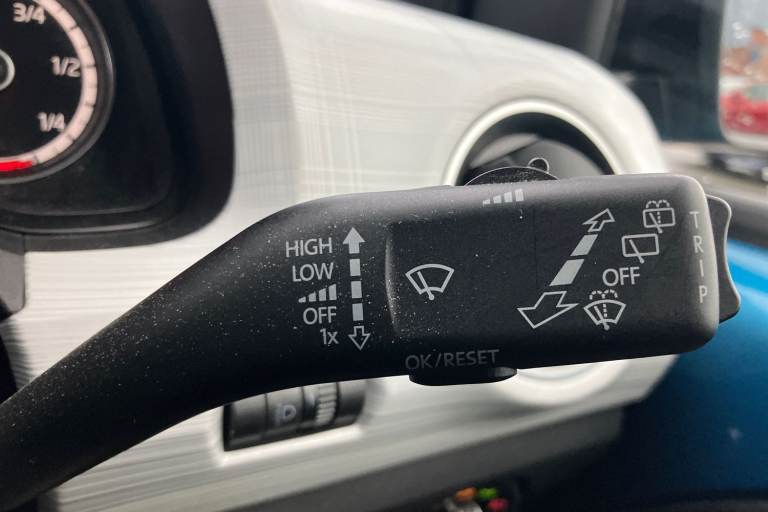 3/4
1/2
1/4
HIGH
LOW
OFF
1x
OFF
TRIP
OK/RESET